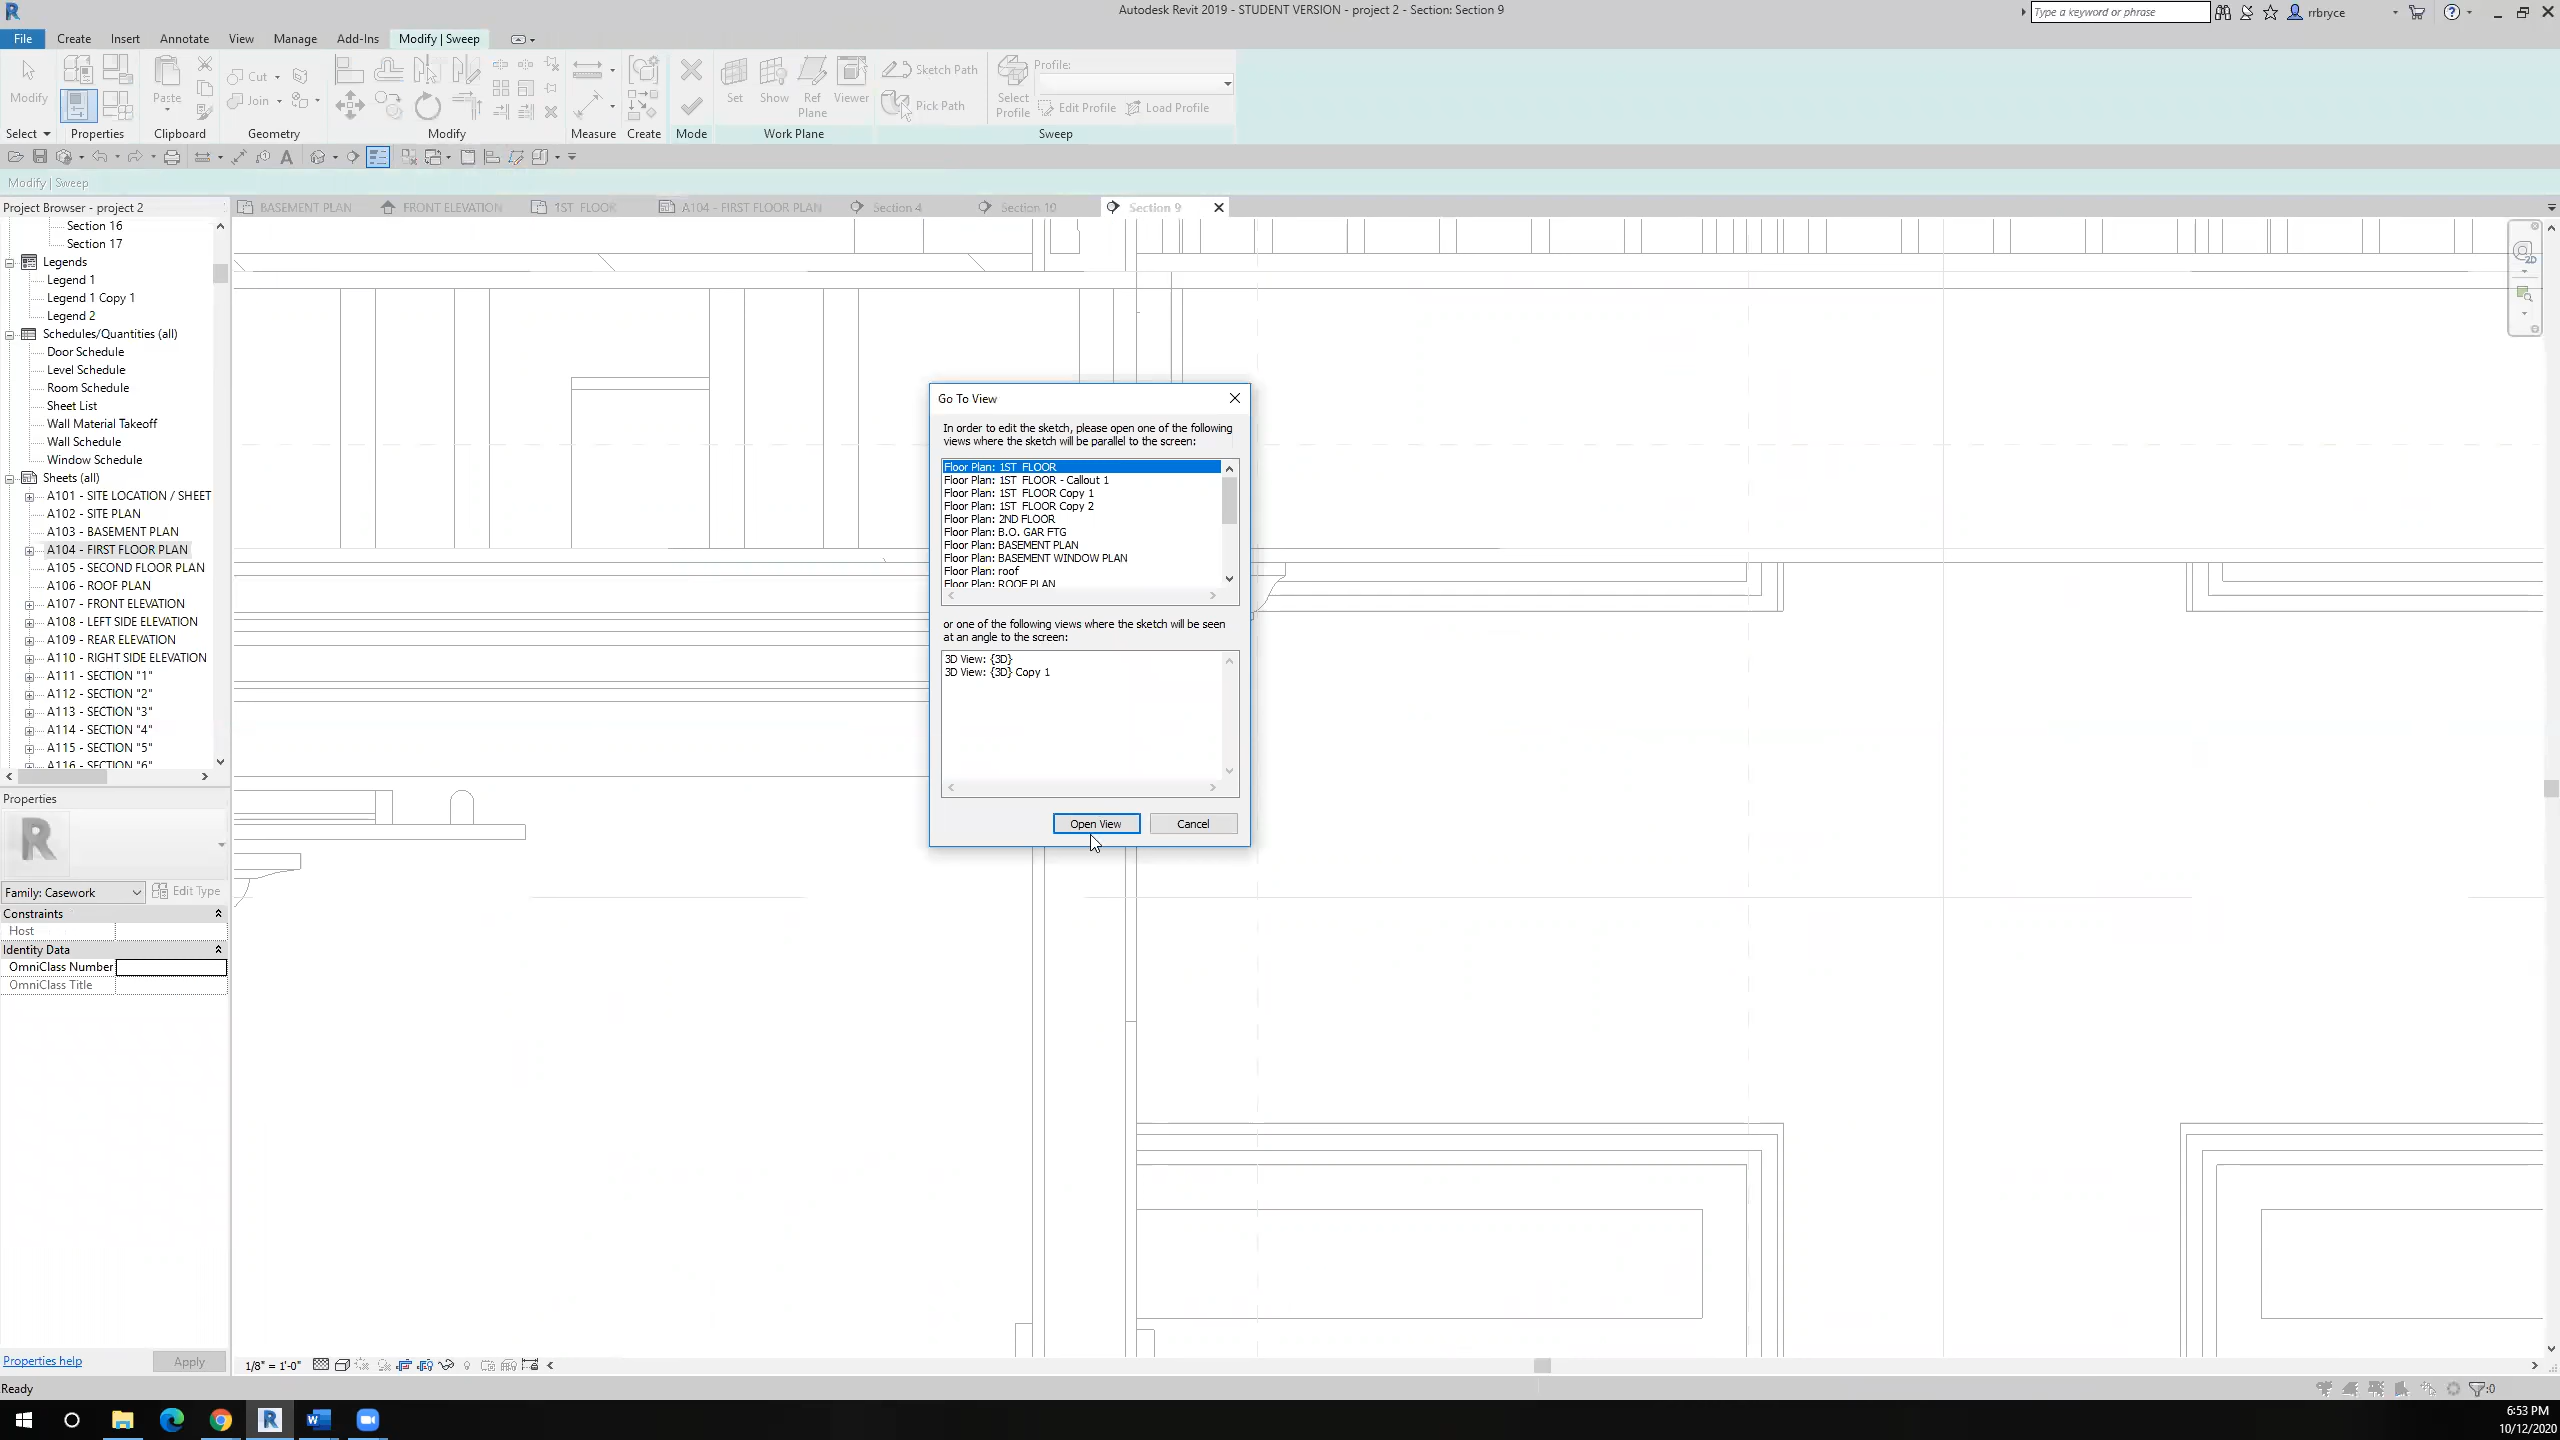 Autodesk Revit 2019 - STUDENT VERSION - project 2 - Section: Section 9
Type a keyword or phrase
rrbryce
File
Create
Insert
Annotate
View
Manage
Add-Ins
Modify | Sweep
Modify
Paste
Cut
Join
Set
Show
Ref
Plane
Viewer
Sketch Path
Pick Path
Select
Profile
Profile:
Edit Profile
Load Profile
Select
Properties
Clipboard
Geometry
Modify
Measure
Create
Mode
Work Plane
Sweep
Modify | Sweep
Project Browser - project 2
BASEMENT PLAN
FRONT ELEVATION
1ST FLOOR
A104 - FIRST FLOOR PLAN
Section 4
Section 10
Section 9
Section 16
Section 17
Legends
Legend 1
Legend 1 Copy 1
Legend 2
Schedules/Quantities (all)
Door Schedule
Level Schedule
Room Schedule
Sheet List
Wall Material Takeoff
Wall Schedule
Window Schedule
Sheets (all)
A101 - SITE LOCATION / SHEET
A102 - SITE PLAN
A103 - BASEMENT PLAN
A104 - FIRST FLOOR PLAN
A105 - SECOND FLOOR PLAN
A106 - ROOF PLAN
A107 - FRONT ELEVATION
A108 - LEFT SIDE ELEVATION
A109 - REAR ELEVATION
A110 - RIGHT SIDE ELEVATION
A111 - SECTION "1"
A112 - SECTION "2"
A113 - SECTION "3"
A114 - SECTION "4"
A115 - SECTION "5"
A116 - SECTION "6"
2D
Go To View
In order to edit the sketch, please open one of the following
views where the sketch will be parallel to the screen:
Floor Plan: 1ST FLOOR
Floor Plan: 1ST FLOOR - Callout 1
Floor Plan: 1ST FLOOR Copy 1
Floor Plan: 1ST FLOOR Copy 2
Floor Plan: 2ND FLOOR
Floor Plan: B.O. GAR FTG
Floor Plan: BASEMENT PLAN
Floor Plan: BASEMENT WINDOW PLAN
Floor Plan: roof
Floor Plan: ROOF PLAN
or one of the following views where the sketch will be seen
at an angle to the screen:
3D View: {3D}
3D View: {3D} Copy 1
Open View
Cancel
Properties
Family: Casework
Edit Type
Constraints
Host
Identity Data
OmniClass Number
OmniClass Title
Properties help
Apply
1/8" = 1'-0"
Ready
:0
6:53 PM
10/12/2020